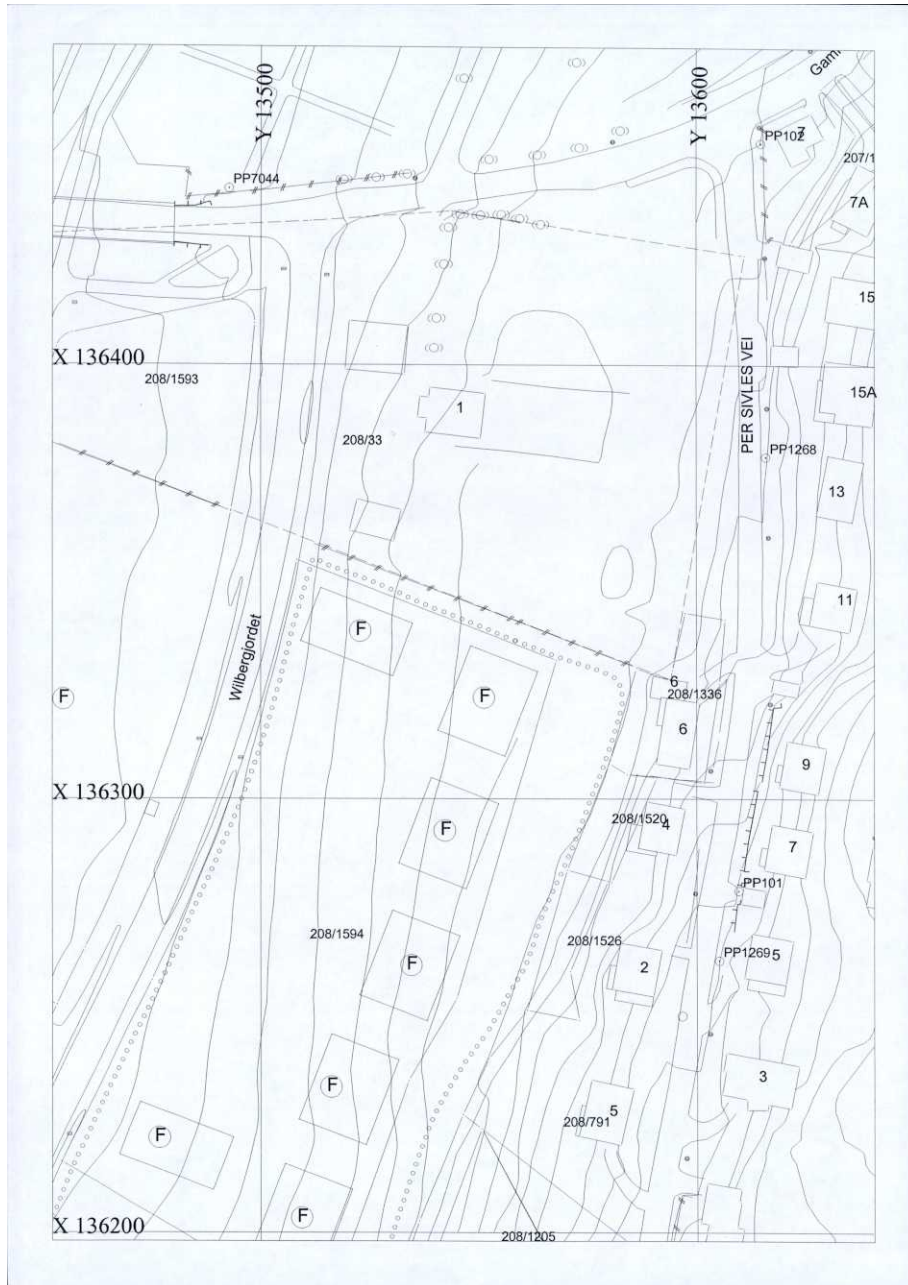 Y 13500
Y 13600
Gaml
PP102
7
PP7044
207/1
7A
15
X 136400
208/1593
1
208/33
PER SIVLES VEI
15A
PP1268
13
11
Wilbergjordet
F
F
F
6
208/1336
6
9
X 136300
208/1520
4
F
7
PP101
208/1594
208/1526
F
2
PP1269
5
3
F
5
208/791
F
F
X 136200
208/1205